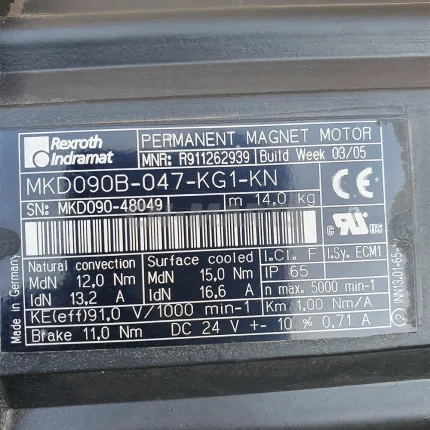 Rexroth
Indramat
PERMANENT MAGNET MOTOR
MNR: R911262939 Build Week 03/05
MKD090B-047-KG1-KN
SN: MKD090-48049 m 14,0 kg
CE
c RU us
Made in Germany
Natural convection Surface cooled I.Cl. F I.Sy. ECM1
MdN 12,0 Nm MdN 15,0 Nm IP 65
IdN 13,2 A IdN 16,6 A n max. 5000 min-1
KE(eff)91,0 V/1000 min-1 Km 1,00 Nm/A
Brake 11,0 Nm DC 24 V +- 10 % 0,71 A